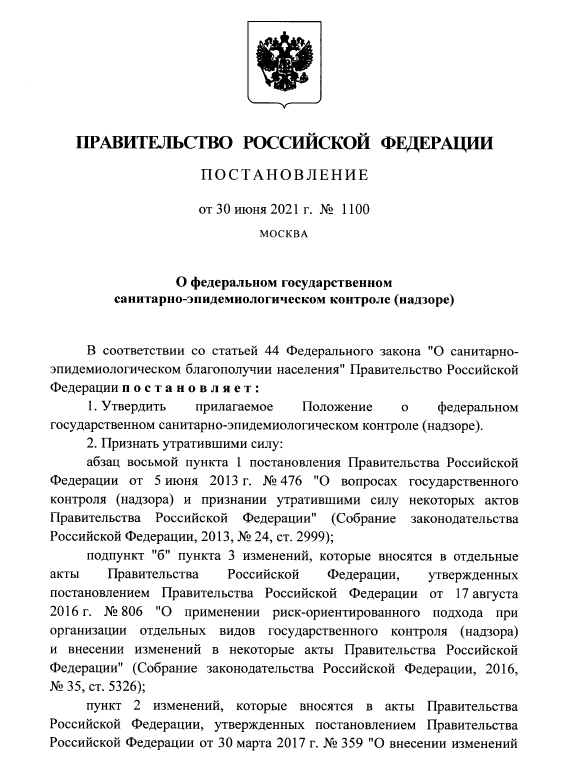 ПРАВИТЕЛЬСТВО РОССИЙСКОЙ ФЕДЕРАЦИИ
ПОСТАНОВЛЕНИЕ
от 30 июня 2021 г. № 1100
МОСКВА
О федеральном государственном
санитарно-эпидемиологическом контроле (надзоре)
В соответствии со статьей 44 Федерального закона "О санитарно-
эпидемиологическом благополучии населения" Правительство Российской
Федерации постановляет:
1. Утвердить прилагаемое Положение о федеральном
государственном санитарно-эпидемиологическом контроле (надзоре).
2. Признать утратившими силу:
абзац восьмой пункта 1 постановления Правительства Российской
Федерации от 5 июня 2013 г. № 476 "О вопросах государственного
контроля (надзора) и признании утратившими силу некоторых актов
Правительства Российской Федерации" (Собрание законодательства
Российской Федерации, 2013, № 24, ст. 2999);
подпункт "б" пункта 3 изменений, которые вносятся в отдельные
акты Правительства Российской Федерации, утвержденных
постановлением Правительства Российской Федерации от 17 августа
2016 г. № 806 "О применении риск-ориентированного подхода при
организации отдельных видов государственного контроля (надзора)
и внесении изменений в некоторые акты Правительства Российской
Федерации" (Собрание законодательства Российской Федерации, 2016,
№ 35, ст. 5326);
пункт 2 изменений, которые вносятся в акты Правительства
Российской Федерации, утвержденных постановлением Правительства
Российской Федерации от 30 марта 2017 г. № 359 "О внесении изменений